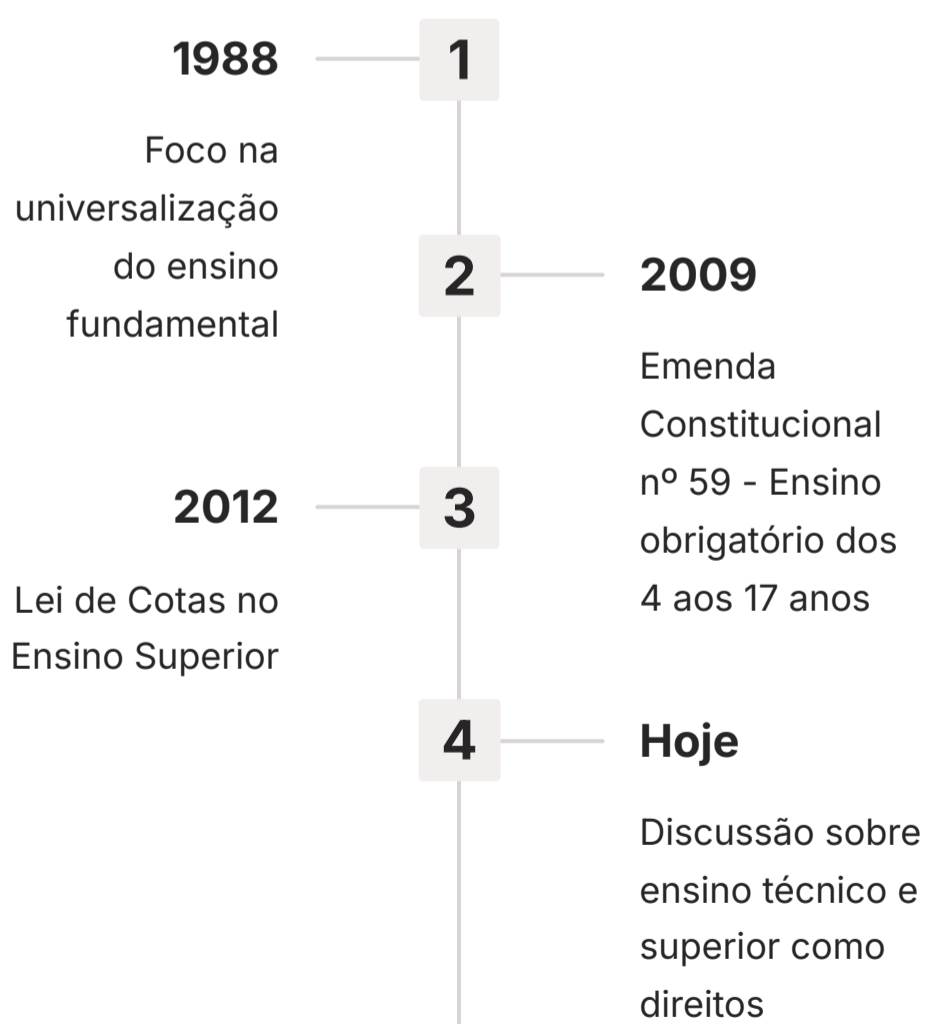 1988
1
Foco na
universalização
do ensino
fundamental
2
2009
Emenda
Constitucional
nº 59 - Ensino
obrigatório dos
4 aos 17 anos
2012
3
Lei de Cotas no
Ensino Superior
4
Hoje
Discussão sobre
ensino técnico e
superior como
direitos